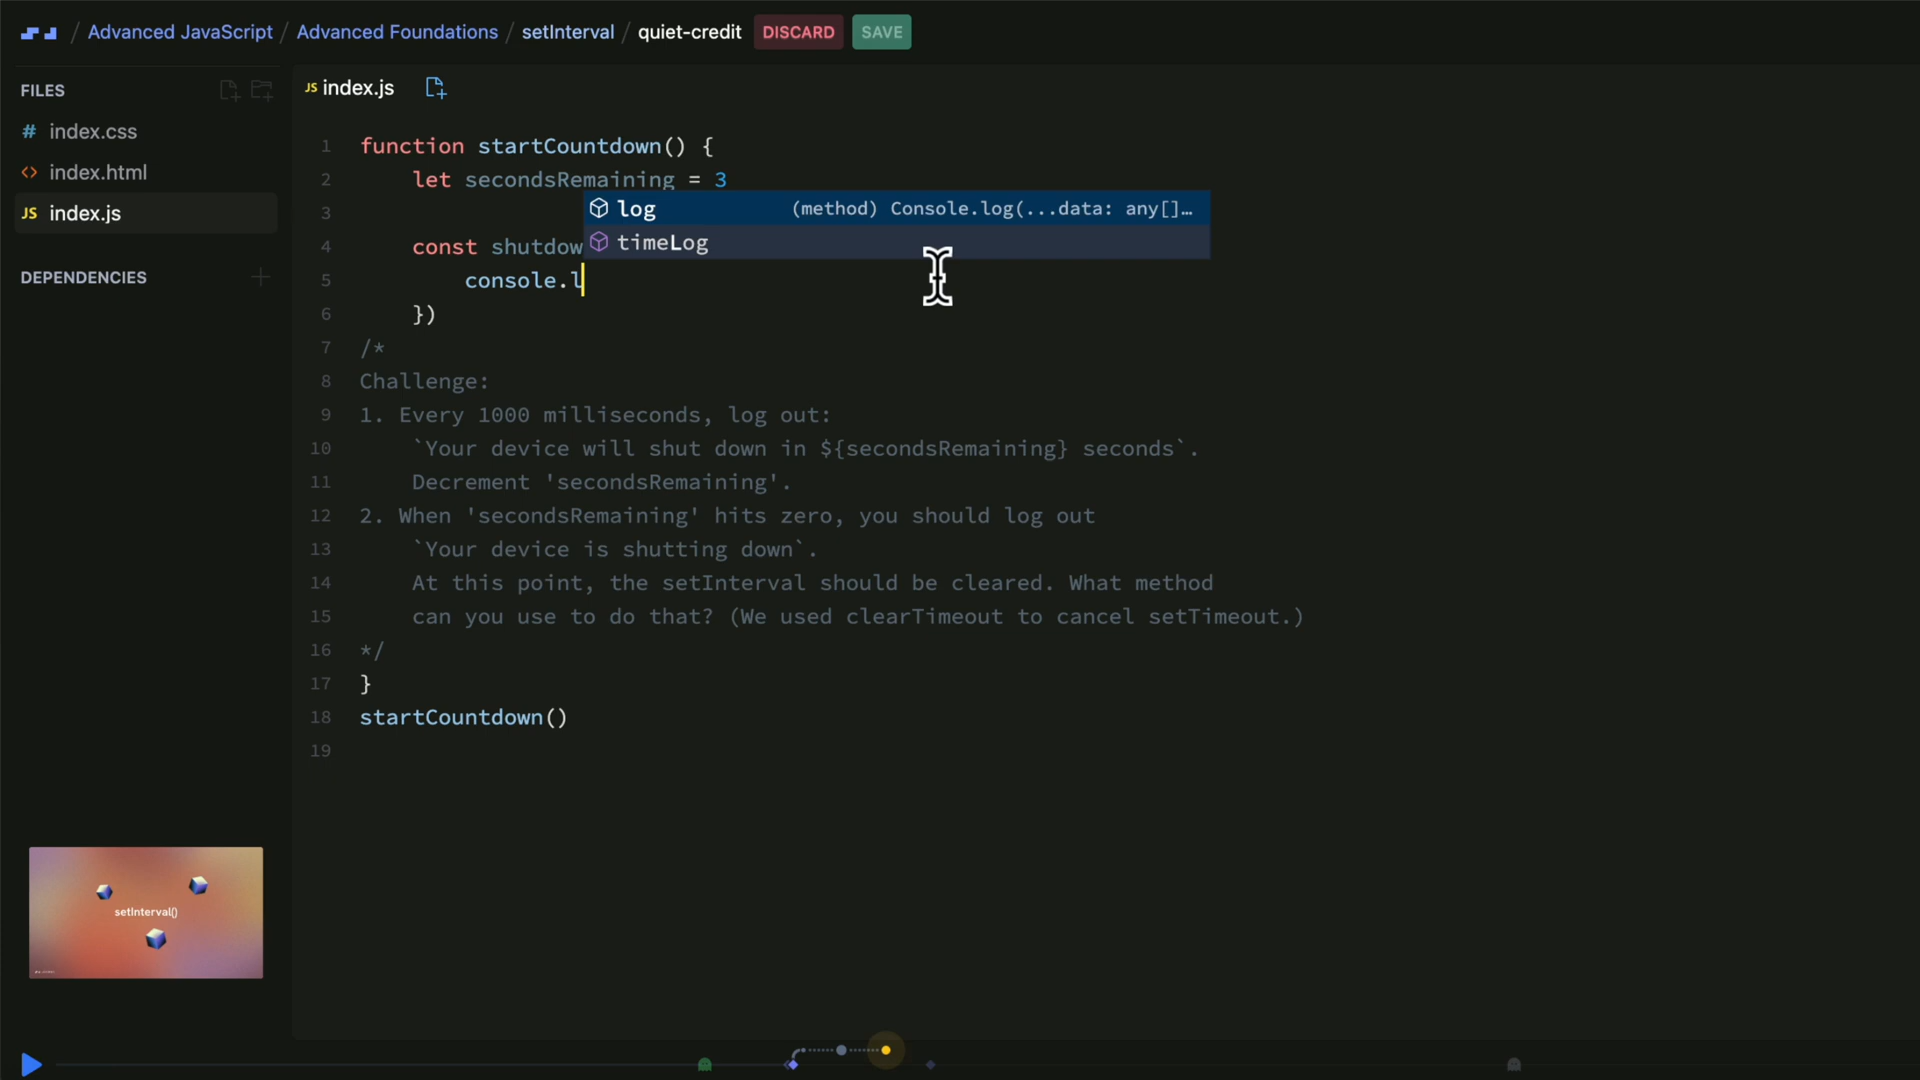 / Advanced JavaScript / Advanced Foundations / setInterval / quiet-credit DISCARD SAVE
FILES
# index.css
<> index.html
JS index.js
DEPENDENCIES
JS index.js
1 function startCountdown() {
2 let secondsRemaining = 3
3
log (method) Console.log(...data: any[]…
4 const shutdow
timeLog
5 console.l
6 })
7 /*
8 Challenge:
9 1. Every 1000 milliseconds, log out:
10 `Your device will shut down in ${secondsRemaining} seconds`.
11 Decrement 'secondsRemaining'.
12 2. When 'secondsRemaining' hits zero, you should log out
13 `Your device is shutting down`.
14 At this point, the setInterval should be cleared. What method
15 can you use to do that? (We used clearTimeout to cancel setTimeout.)
16 */
17 }
18 startCountdown()
19
setInterval()